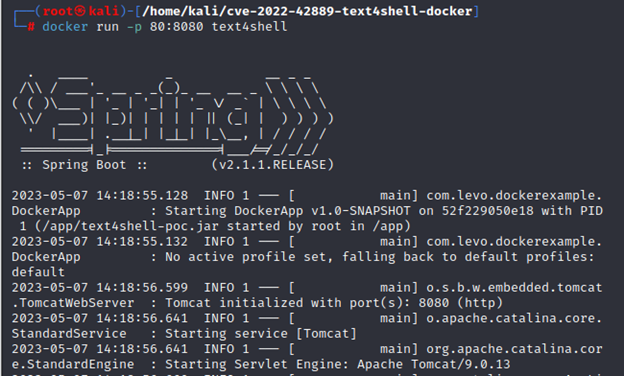 ┌──(root㉿kali)-[/home/kali/cve-2022-42889-text4shell-docker]
└─# docker run -p 80:8080 text4shell
  .   ____          _            __ _ _
 /\\ / ___'_ __ _ _(_)_ __  __ _ \ \ \ \
( ( )\___ | '_ | '_| | '_ \/ _` | \ \ \ \
 \\/  ___)| |_)| | | | | || (_| |  ) ) ) )
  '  |____| .__|_| |_|_| |_\__, | / / / /
 =========|_|==============|___/=/_/_/_/
 :: Spring Boot ::        (v2.1.1.RELEASE)
2023-05-07 14:18:55.128  INFO 1 --- [           main] com.levo.dockerexample.
DockerApp         : Starting DockerApp v1.0-SNAPSHOT on 52f229050e18 with PID
 1 (/app/text4shell-poc.jar started by root in /app)
2023-05-07 14:18:55.132  INFO 1 --- [           main] com.levo.dockerexample.
DockerApp         : No active profile set, falling back to default profiles:
default
2023-05-07 14:18:56.599  INFO 1 --- [           main] o.s.b.w.embedded.tomcat
.TomcatWebServer  : Tomcat initialized with port(s): 8080 (http)
2023-05-07 14:18:56.641  INFO 1 --- [           main] o.apache.catalina.core.
StandardService   : Starting service [Tomcat]
2023-05-07 14:18:56.641  INFO 1 --- [           main] org.apache.catalina.cor
e.StandardEngine  : Starting Servlet Engine: Apache Tomcat/9.0.13